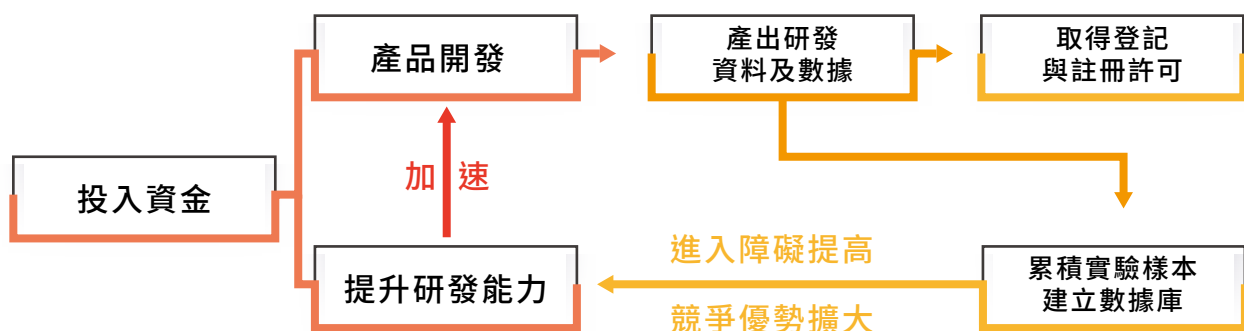 產品開發
產出研發
資料及數據
取得登記
與註冊許可
加速
投入資金
進入障礙提高
提升研發能力
累積實驗樣本
建立數據庫
競爭優勢擴大